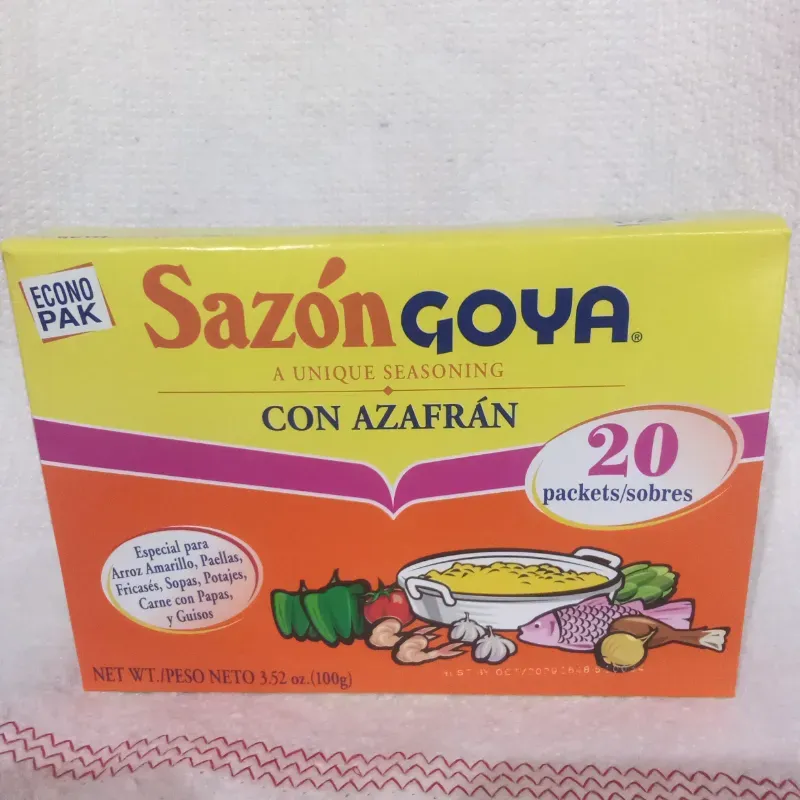 ECONO
PAK
Sazón GOYA®
A UNIQUE SEASONING
CON AZAFRÁN
20
packets/sobres
Especial para
Arroz Amarillo, Paellas,
Fricasés, Sopas, Potajes,
Carne con Papas,
y Guisos
NET WT./PESO NETO 3.52 oz.(100g)